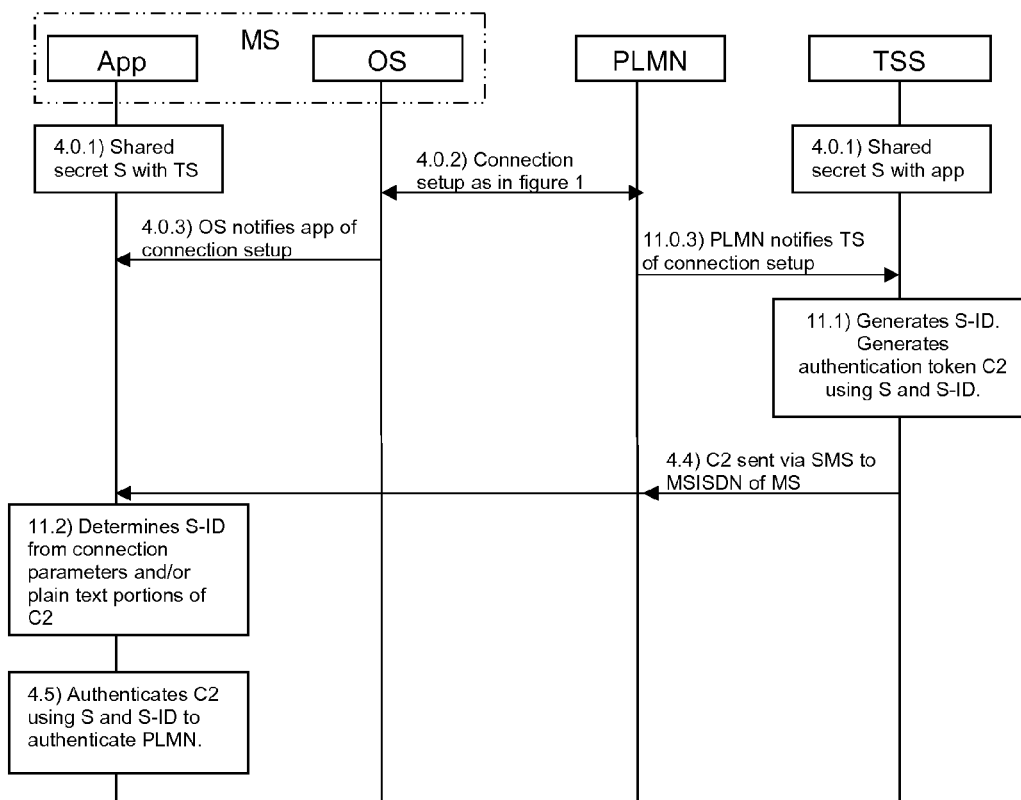 MS
App
OS
PLMN
TSS
4.0.1) Shared
secret S with TS
4.0.2) Connection
setup as in figure 1
4.0.1) Shared
secret S with app
4.0.3) OS notifies app of
connection setup
11.0.3) PLMN notifies TS
of connection setup
11.1) Generates S-ID.
Generates
authentication token C2
using S and S-ID.
4.4) C2 sent via SMS to
MSISDN of MS
11.2) Determines S-ID
from connection
parameters and/or
plain text portions of
C2
4.5) Authenticates C2
using S and S-ID to
authenticate PLMN.